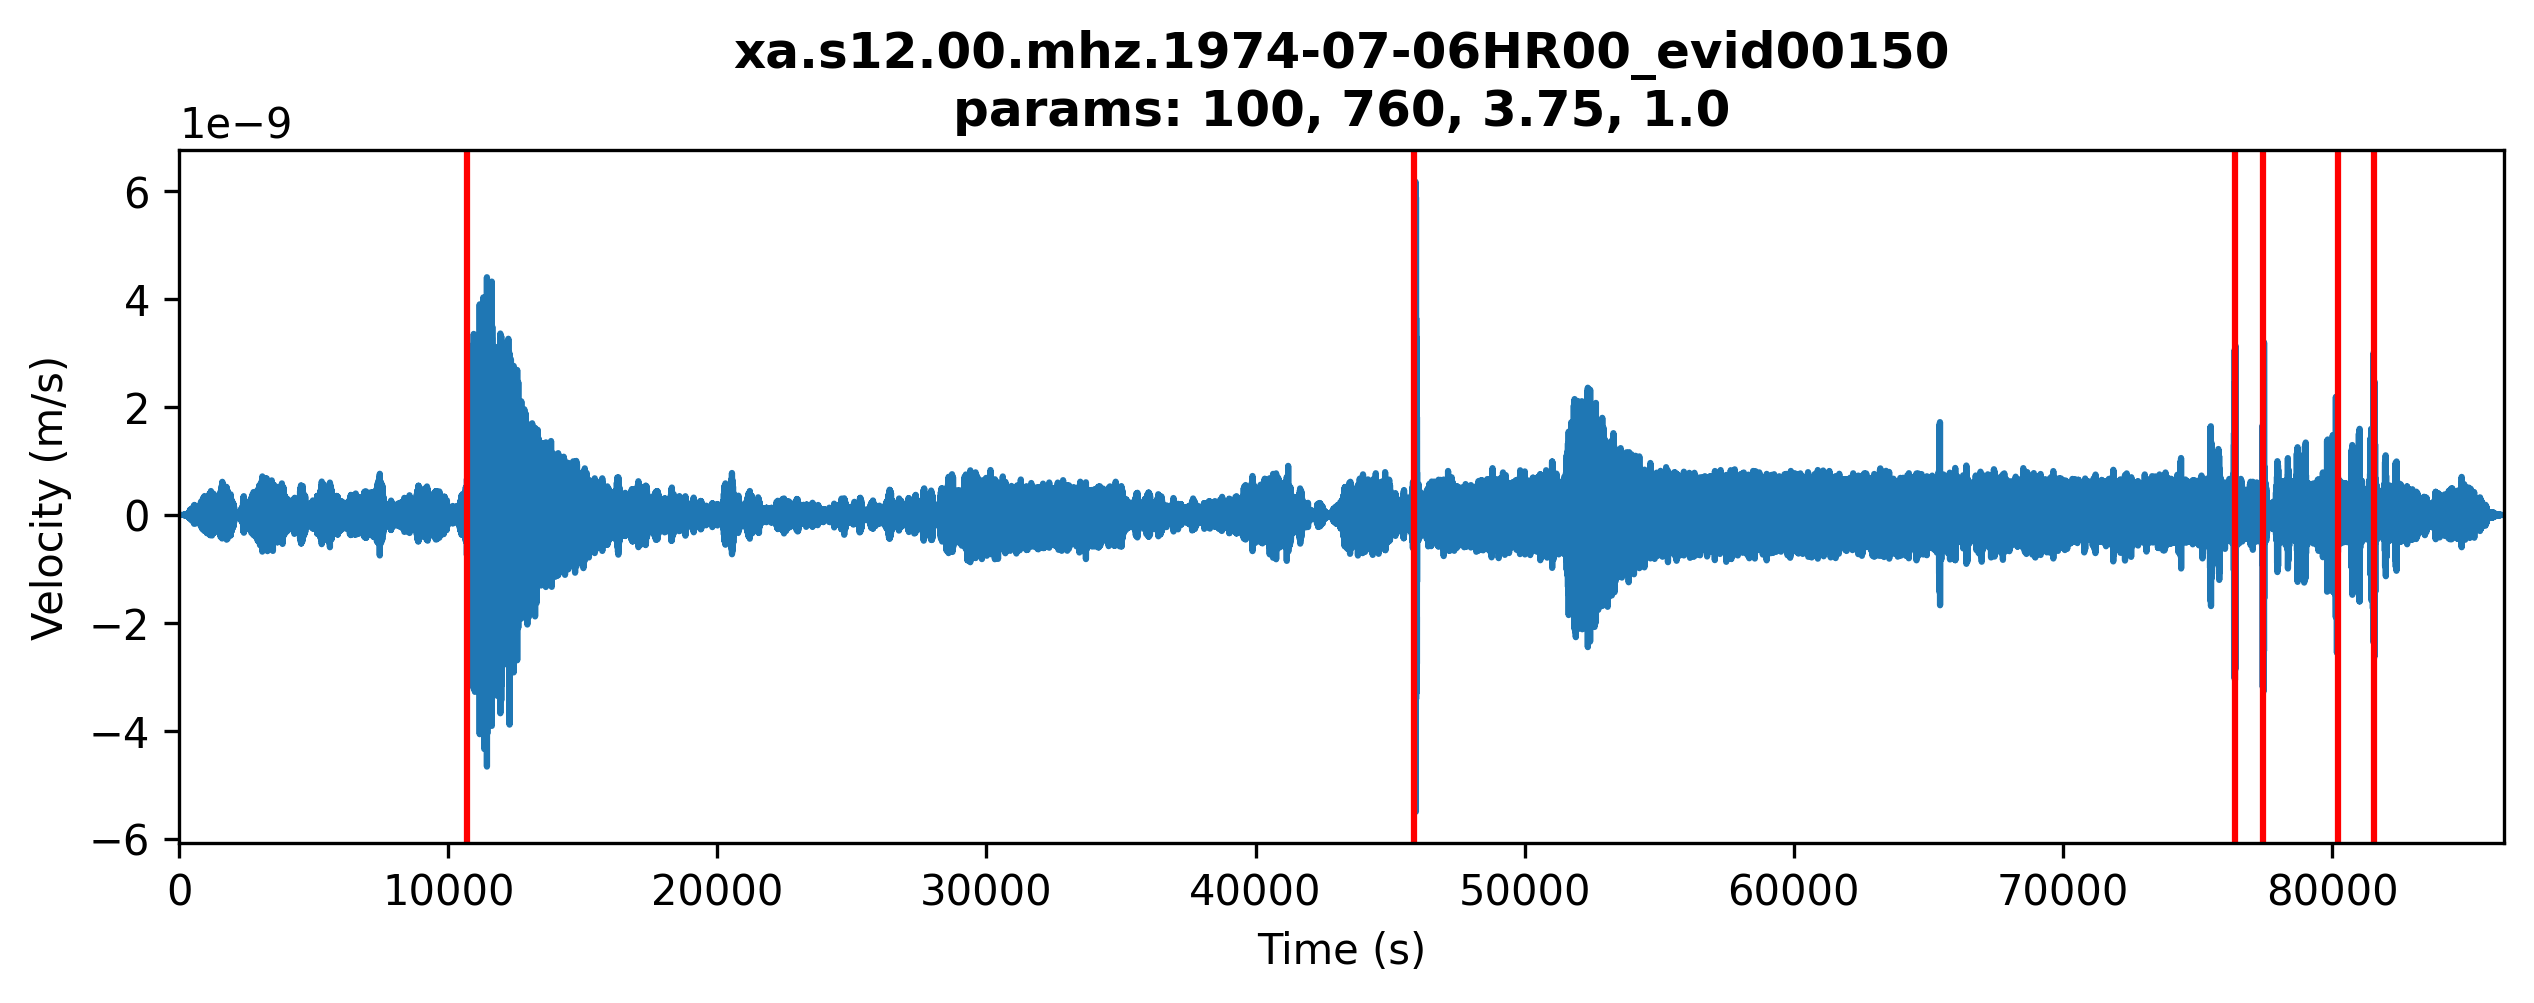 xa.s12.00.mhz.1974-07-06HR00_evid00150
params: 100, 760, 3.75, 1.0
1e−9
6
4
2
0
−2
−4
−6
Velocity (m/s)
0 10000 20000 30000 40000 50000 60000 70000 80000
Time (s)